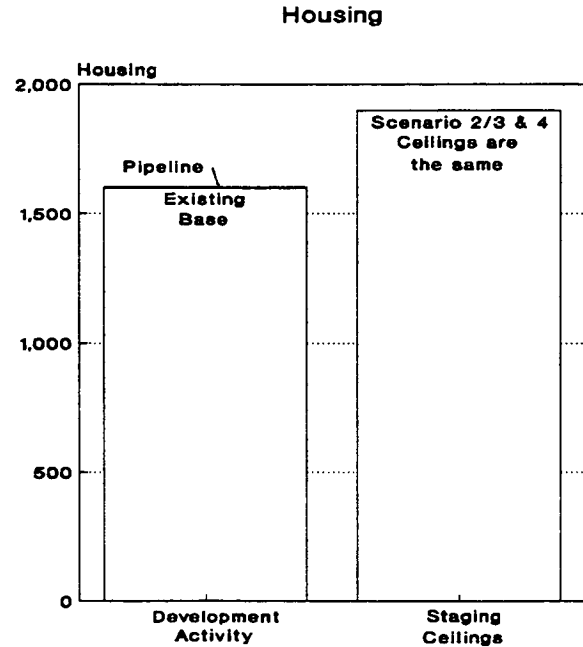 Housing
Housing
2,000
Scenario 2/3 & 4
Ceilings are
the same
Pipeline
Existing
Base
1,500
1,000
500
0
Development
Activity
Staging
Ceilings